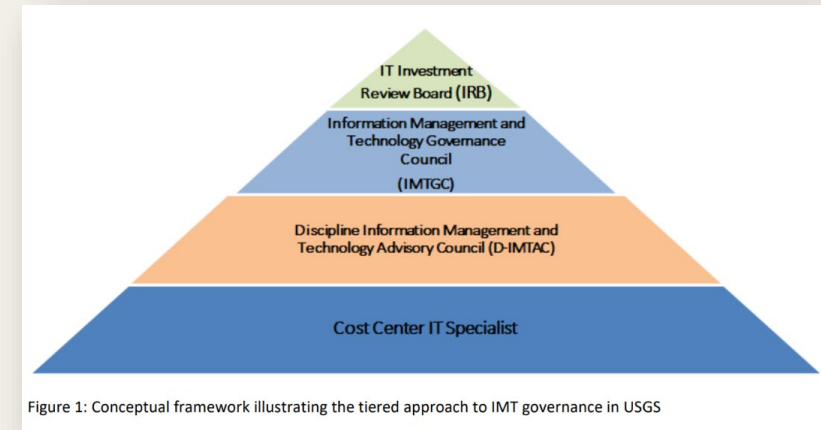 IT Investment
Review Board (IRB)
Information Management and
Technology Governance
Council
(IMTGC)
Discipline Information Management and
Technology Advisory Council (D-IMTAC)
Cost Center IT Specialist
Figure 1: Conceptual framework illustrating the tiered approach to IMT governance in USGS